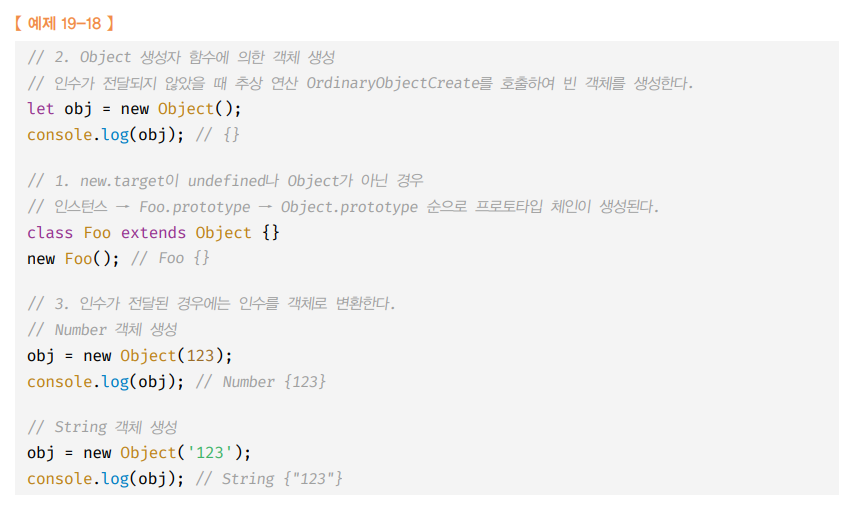 【 예제 19-18 】
// 2. Object 생성자 함수에 의한 객체 생성
// 인수가 전달되지 않았을 때 추상 연산 OrdinaryObjectCreate를 호출하여 빈 객체를 생성한다.
let obj = new Object();
console.log(obj); // {}
// 1. new.target이 undefined나 Object가 아닌 경우
// 인스턴스 → Foo.prototype → Object.prototype 순으로 프로토타입 체인이 생성된다.
class Foo extends Object {}
new Foo(); // Foo {}
// 3. 인수가 전달된 경우에는 인수를 객체로 변환한다.
// Number 객체 생성
obj = new Object(123);
console.log(obj); // Number {123}
// String 객체 생성
obj = new Object('123');
console.log(obj); // String {"123"}